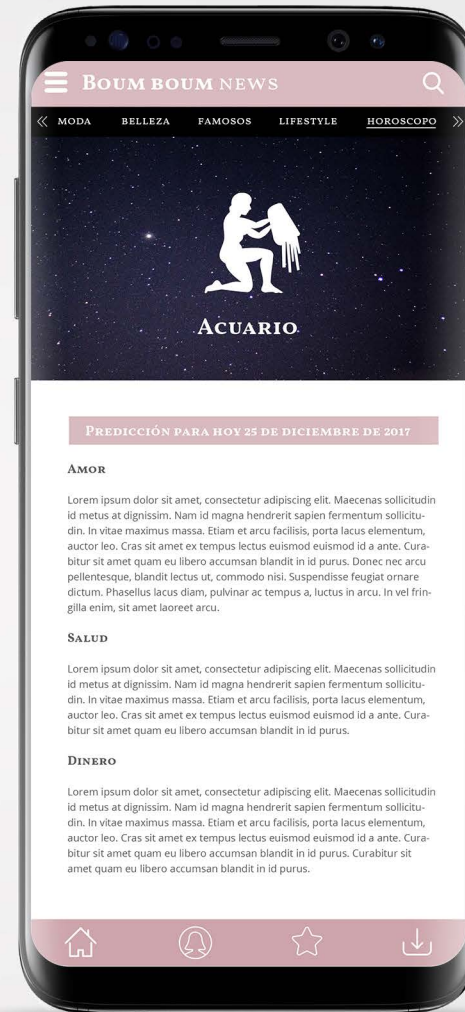 BOUM BOUM NEWS
MODA BELLEZA FAMOSOS LIFESTYLE HOROSCOPO
ACUARIO
PREDICCIÓN PARA HOY 25 DE DICIEMBRE DE 2017
AMOR
Lorem ipsum dolor sit amet, consectetur adipiscing elit. Maecenas sollicitudin
id metus at dignissim. Nam id magna hendrerit sapien fermentum sollicitu-
din. In vitae maximus massa. Etiam et arcu facilisis, porta lacus elementum,
auctor leo. Cras sit amet ex tempus lectus euismod euismod id a ante. Cura-
bitur sit amet quam eu libero accumsan blandit in id purus. Donec nec arcu
pellentesque, blandit lectus ut, commodo nisi. Suspendisse feugiat ornare
dictum. Phasellus lacus diam, pulvinar ac tempus a, luctus in arcu. In vel frin-
gilla enim, sit amet laoreet arcu.
SALUD
Lorem ipsum dolor sit amet, consectetur adipiscing elit. Maecenas sollicitudin
id metus at dignissim. Nam id magna hendrerit sapien fermentum sollicitu-
din. In vitae maximus massa. Etiam et arcu facilisis, porta lacus elementum,
auctor leo. Cras sit amet ex tempus lectus euismod euismod id a ante. Cura-
bitur sit amet quam eu libero accumsan blandit in id purus.
DINERO
Lorem ipsum dolor sit amet, consectetur adipiscing elit. Maecenas sollicitudin
id metus at dignissim. Nam id magna hendrerit sapien fermentum sollicitu-
din. In vitae maximus massa. Etiam et arcu facilisis, porta lacus elementum,
auctor leo. Cras sit amet ex tempus lectus euismod euismod id a ante. Cura-
bitur sit amet quam eu libero accumsan blandit in id purus. Curabitur sit
amet quam eu libero accumsan blandit in id purus.